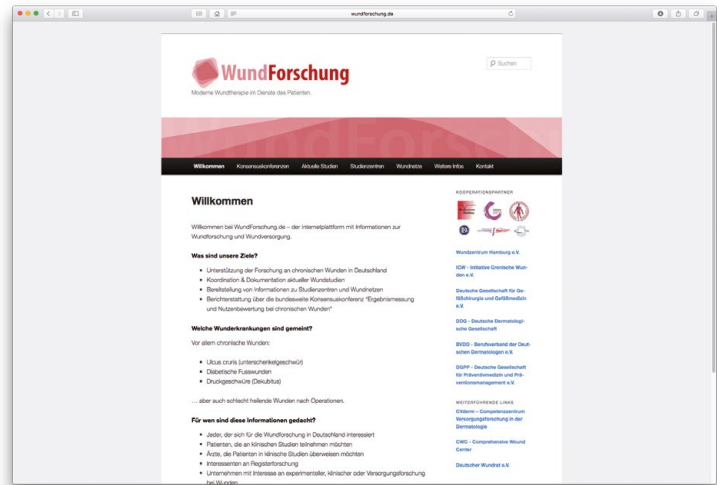 wundforschung.de
WundForschung
Moderne Wundtherapie im Dienste des Patienten.
Suchen
WundForsch
Willkommen Konsensuskonferenzen Aktuelle Studien Studienzentren Wundnetze Weitere Infos Kontakt
Willkommen
Willkommen bei WundForschung.de – der Internetplattform mit Informationen zur
Wundforschung und Wundversorgung.
Was sind unsere Ziele?
Unterstützung der Forschung an chronischen Wunden in Deutschland
Koordination & Dokumentation aktueller Wundstudien
Bereitstellung von Informationen zu Studienzentren und Wundnetzen
Berichterstattung über die bundesweite Konsensuskonferenz "Ergebnismessung
und Nutzenbewertung bei chronischen Wunden"
Welche Wunderkrankungen sind gemeint?
Vor allem chronische Wunden:
Ulcus cruris (unterschenkelgeschwür)
Diabetische Fusswunden
Druckgeschwüre (Dekubitus)
… aber auch schlecht heilende Wunden nach Operationen.
Für wen sind diese Informationen gedacht?
Jeder, der sich für die Wundforschung in Deutschland interessiert
Patienten, die an klinischen Studien teilnehmen möchten
Ärzte, die Patienten in klinische Studien überweisen möchten
Interessenten an Registerforschung
Unternehmen mit Interesse an experimenteller, klinischer oder Versorgungsforschung
bei Wunden
KOOPERATIONSPARTNER
Wundzentrum Hamburg e.V.
ICW - Initiative Chronische Wun-
den e.V.
Deutsche Gesellschaft für Ge-
fäßchirurgie und Gefäßmedizin
e.V.
DDG - Deutsche Dermatologi-
sche Gesellschaft
BVDD - Berufsverband der Deut-
schen Dermatologen e.V.
DGPP - Deutsche Gesellschaft
für Präventivmedizin und Prä-
ventionsmanagement e.V.
WEITERFÜHRENDE LINKS
CVderm – Competenzzentrum
Versorgungsforschung in der
Dermatologie
CWC - Comprehensive Wound
Center
Deutscher Wundrat e.V.